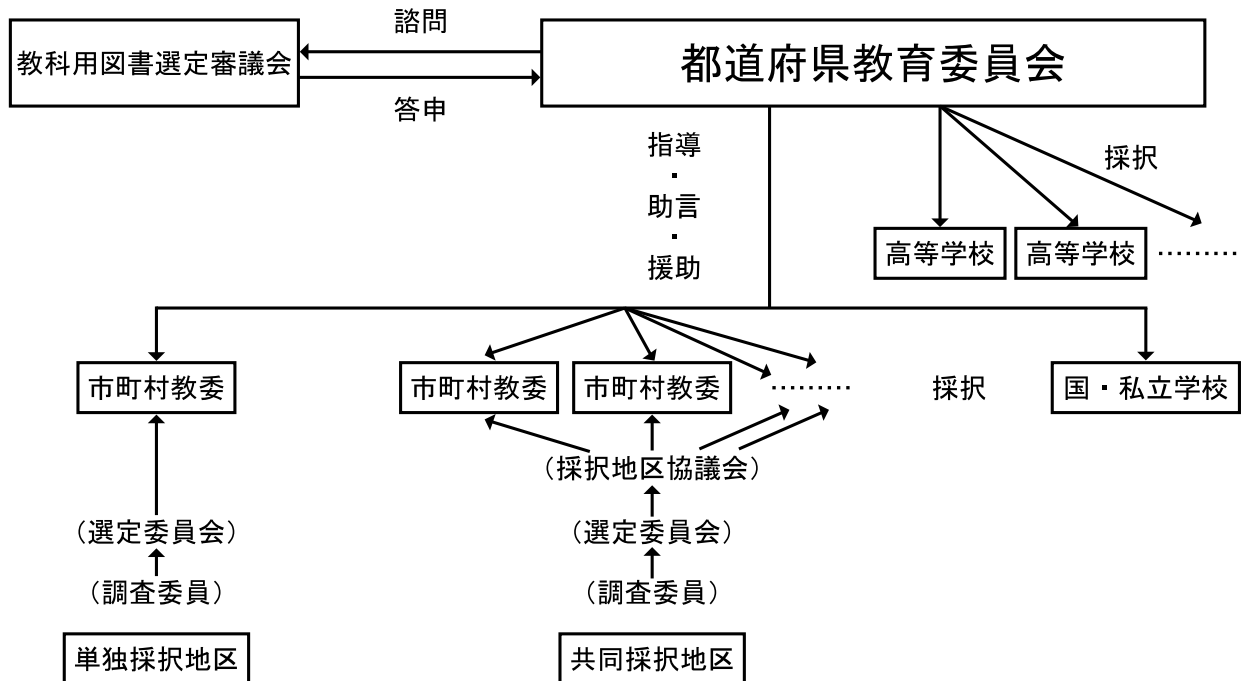 諮問
教科用図書選定審議会
都道府県教育委員会
答申
指導
・
助言
・
援助
採択
高等学校
高等学校
………
市町村教委
市町村教委
市町村教委
………
採択
国・私立学校
（採択地区協議会）
（選定委員会）
（選定委員会）
（調査委員）
（調査委員）
単独採択地区
共同採択地区